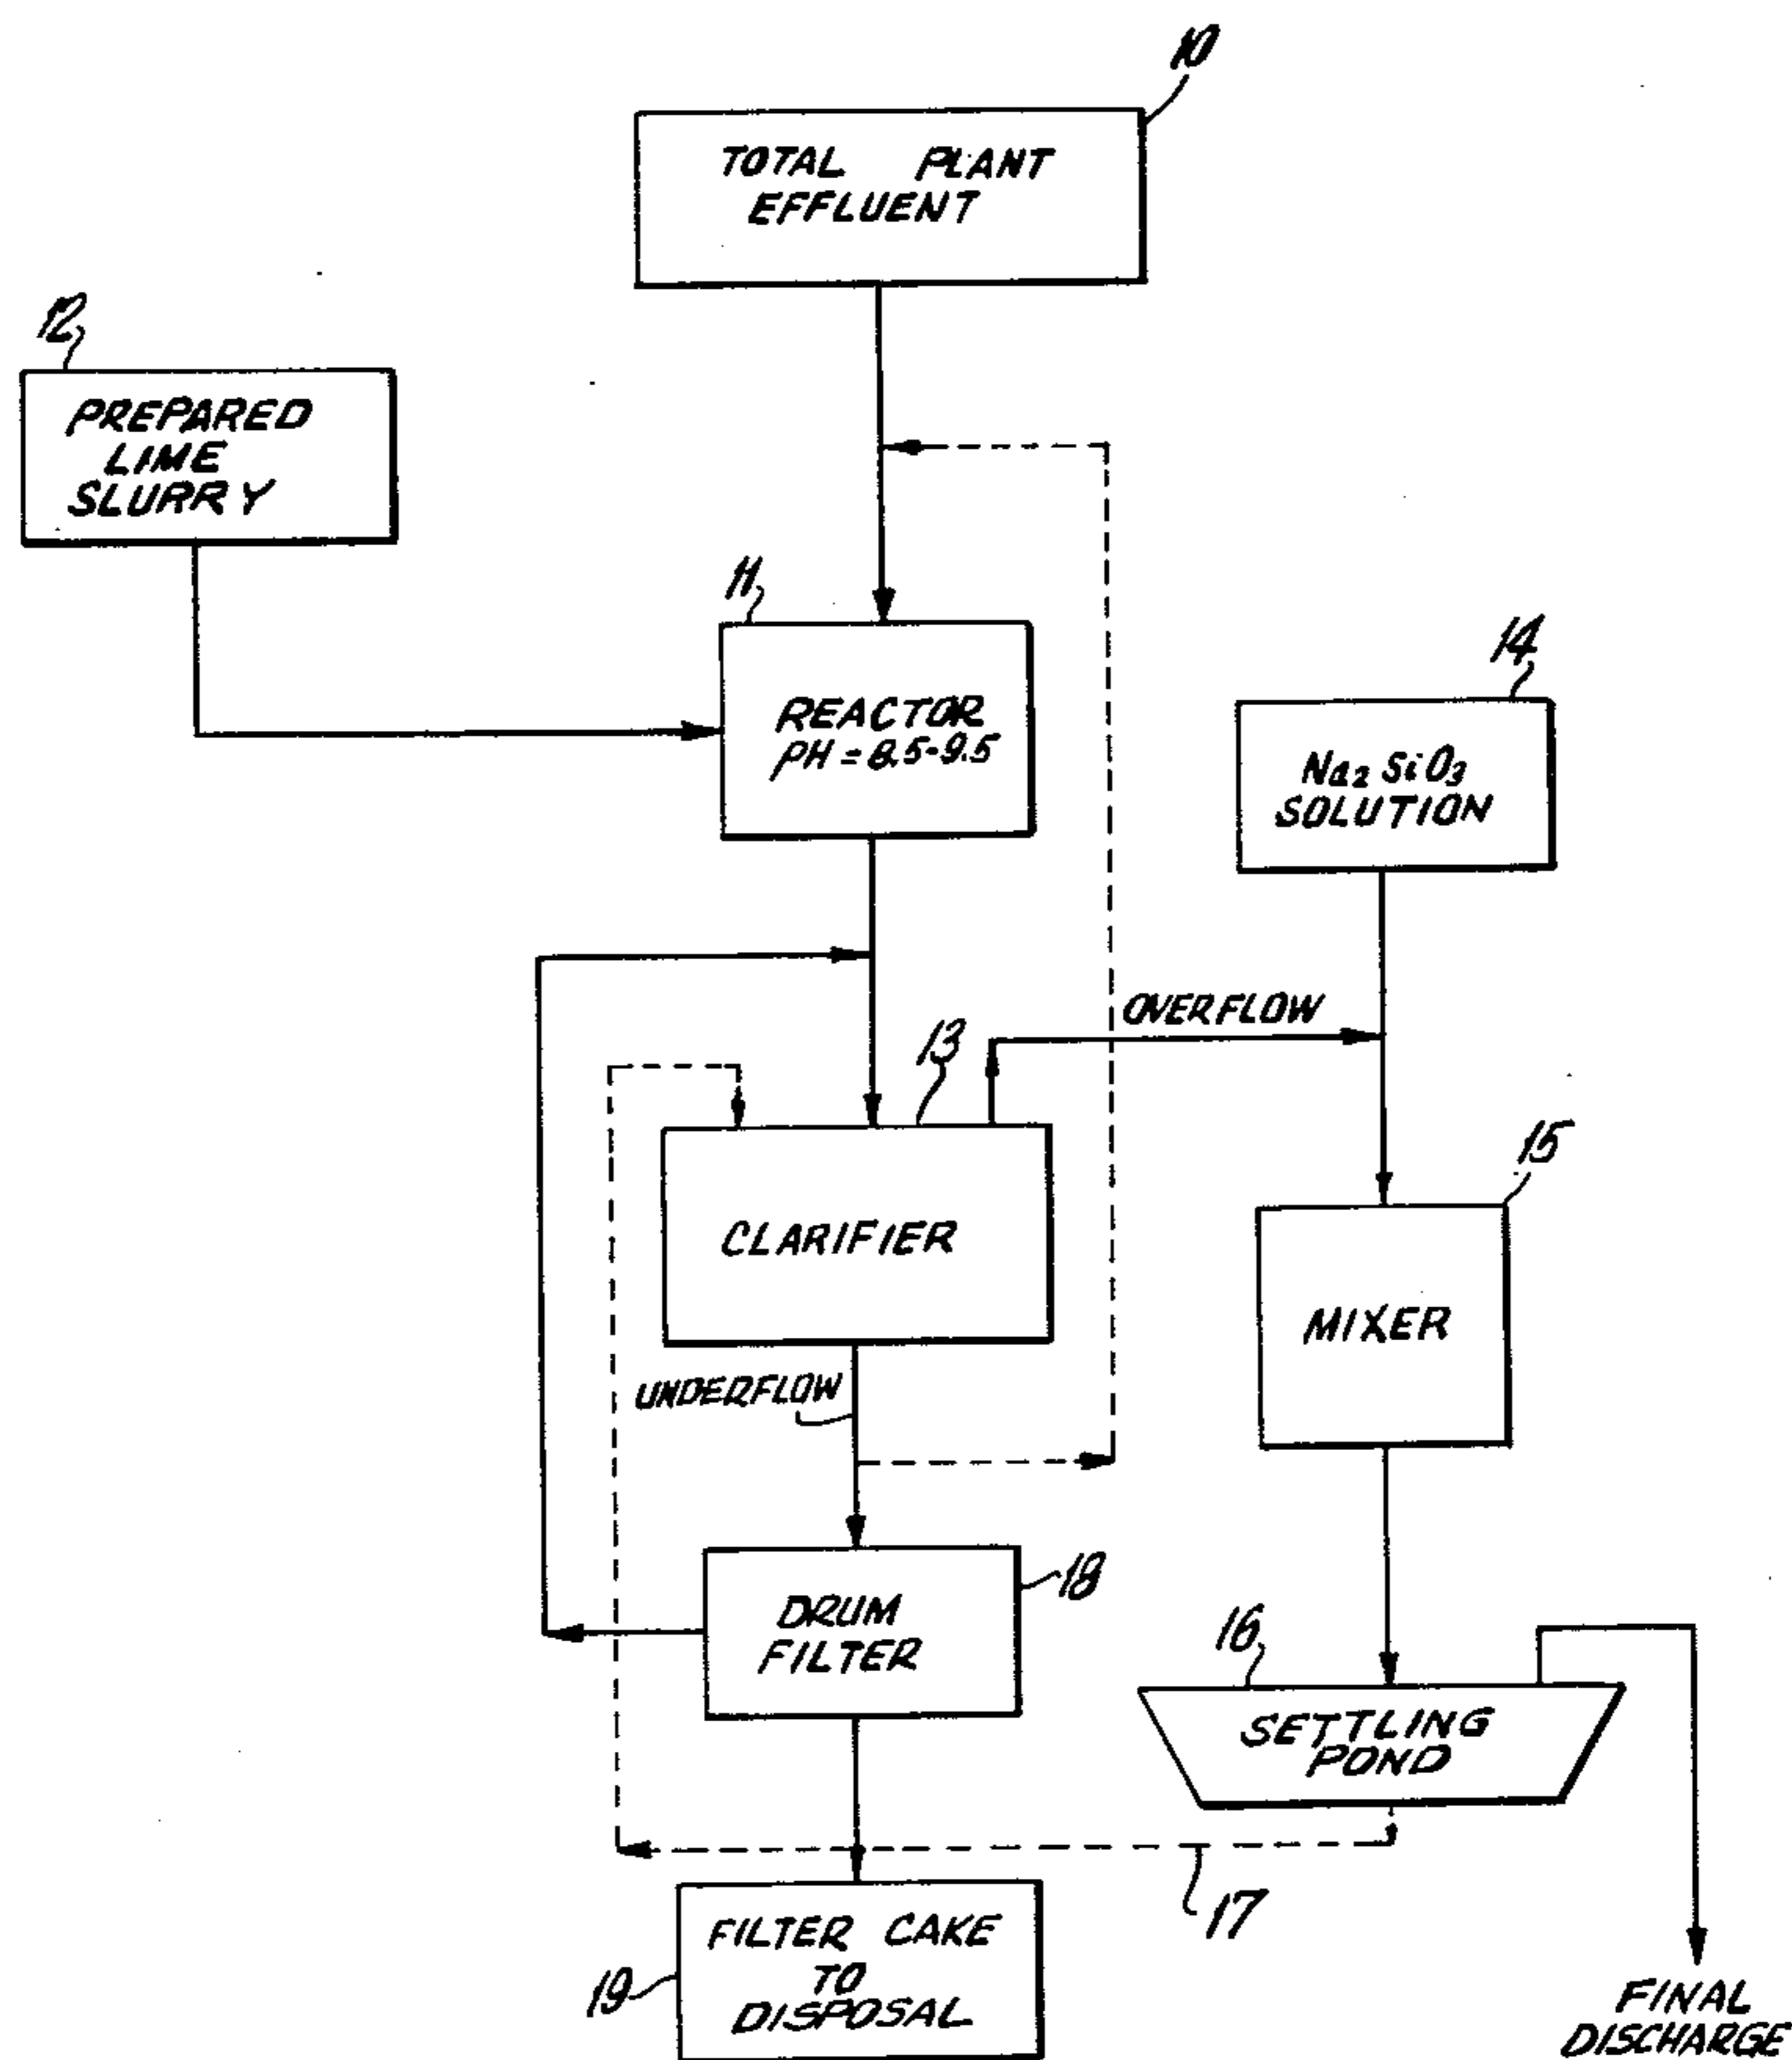 10
TOTAL PLANT
EFFLUENT
12
PREPARED
LIME
SLURRY
11
REACTOR
PH = 8.5-9.5
14
Na2 SiO3
SOLUTION
OVERFLOW
13
CLARIFIER
15
MIXER
UNDERFLOW
18
DRUM
FILTER
16
SETTLING
POND
17
19
FILTER CAKE
TO
DISPOSAL
FINAL
DISCHARGE